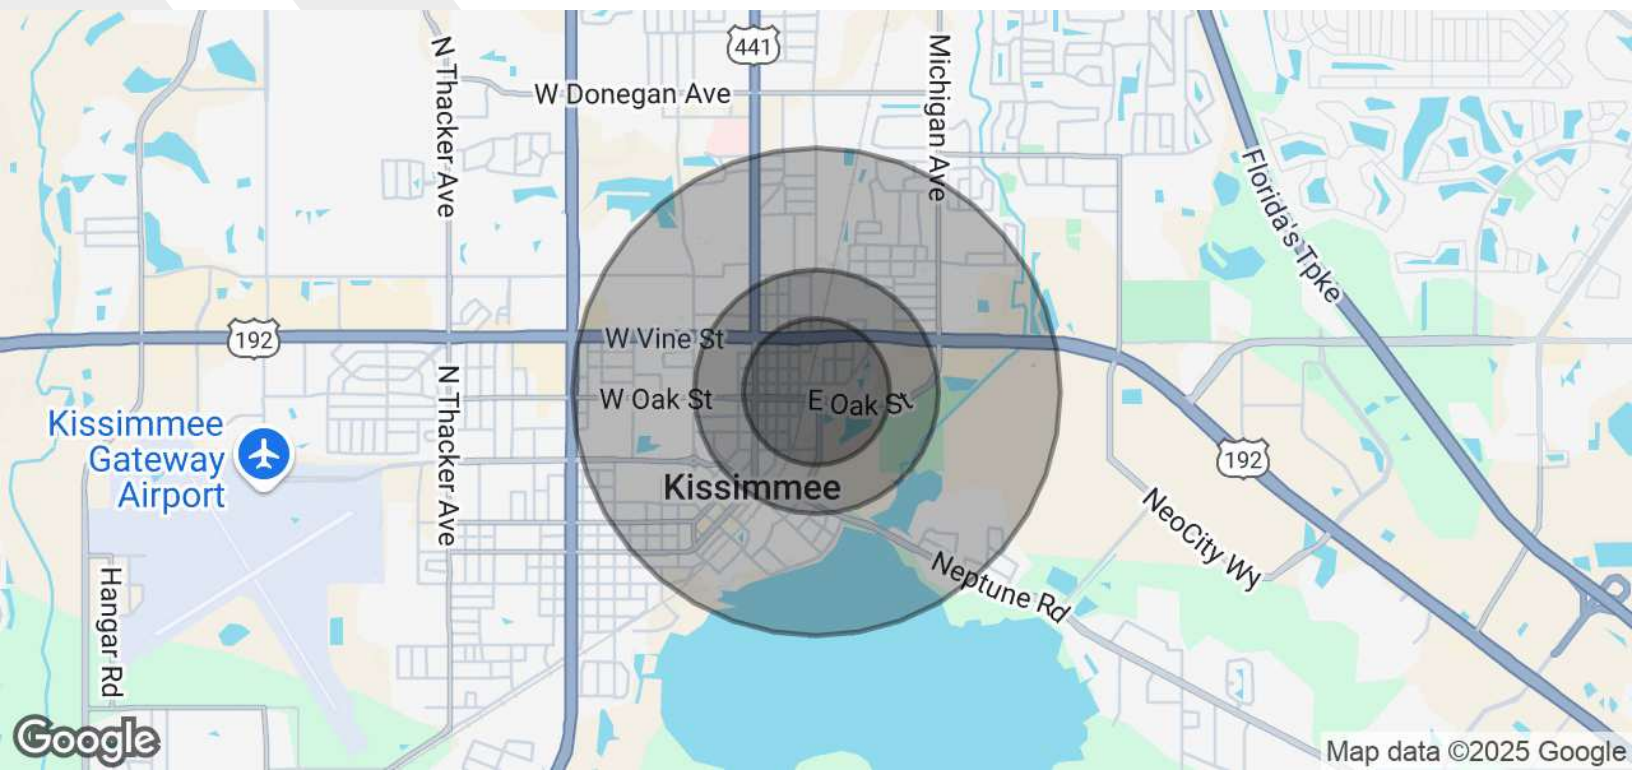 441
N Thacker Ave
Michigan Ave
W Donegan Ave
Florida's Tpke
192
W Vine St
N Thacker Ave
W Oak St
E Oak St
Kissimmee
Gateway
Airport
192
Kissimmee
NeoCity Wy
Neptune Rd
Hangar Rd
Google
Map data ©2025 Google